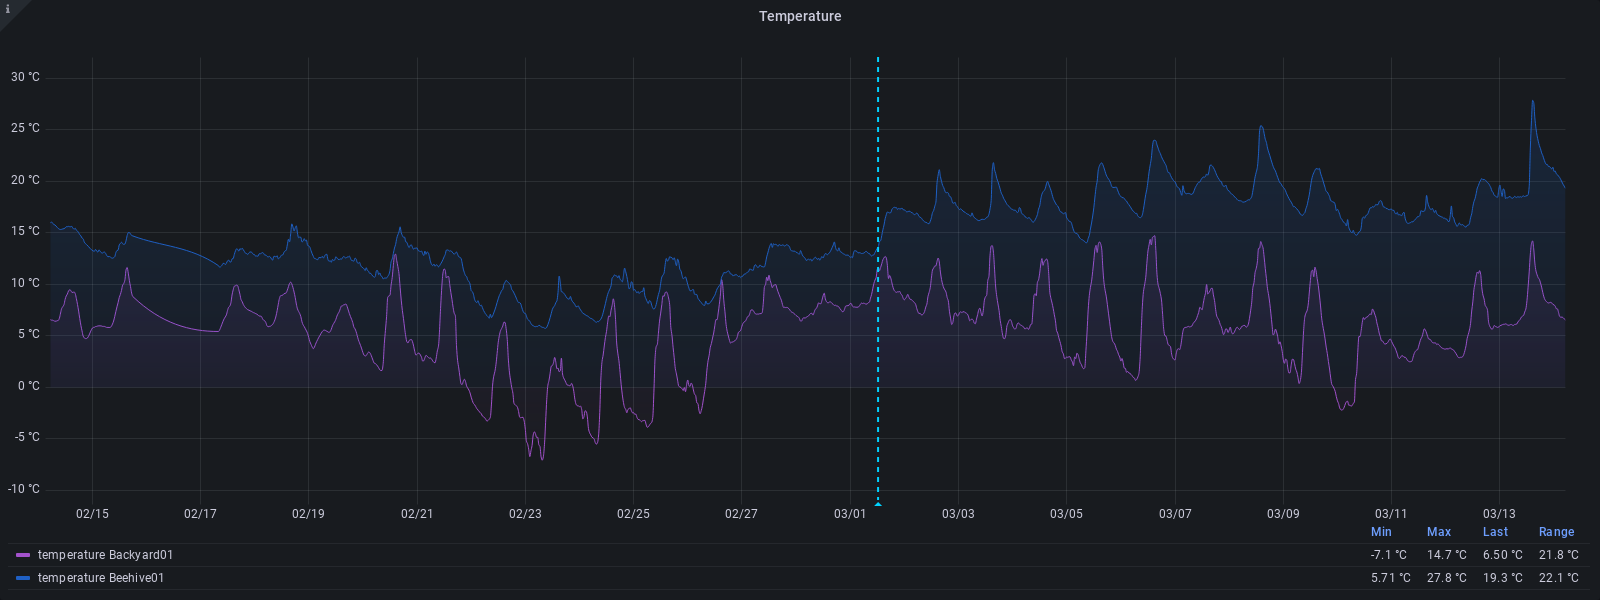 i
Temperature
30 °C
25 °C
20 °C
15 °C
10 °C
5 °C
0 °C
-5 °C
-10 °C
02/15 02/17 02/19 02/21 02/23 02/25 02/27 03/01 03/03 03/05 03/07 03/09 03/11 03/13
Min Max Last Range
temperature Backyard01 -7.1 °C 14.7 °C 6.50 °C 21.8 °C
temperature Beehive01 5.71 °C 27.8 °C 19.3 °C 22.1 °C